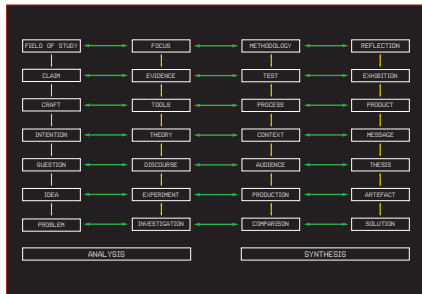 FIELD OF STUDY FOCUS METHODOLOGY REFLECTION
CLAIM EVIDENCE TEST EXHIBITION
CRAFT TOOLS PROCESS PRODUCT
INTENTION THEORY CONTEXT MESSAGE
QUESTION DISCOURSE AUDIENCE THESIS
IDEA EXPERIMENT PRODUCTION ARTEFACT
PROBLEM INVESTIGATION COMPARISON SOLUTION
ANALYSIS SYNTHESIS